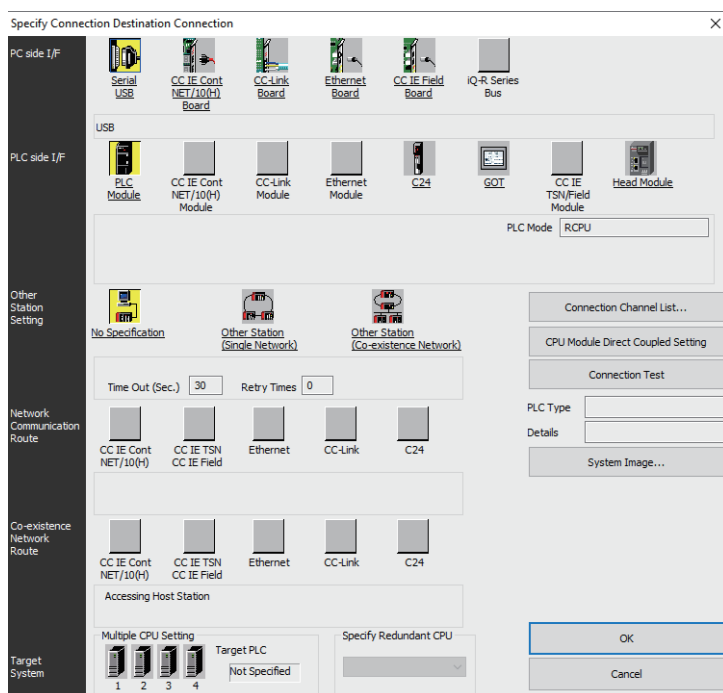 Specify Connection Destination Connection
PC side I/F
Serial
USB
CC IE Cont
NET/10(H)
Board
CC-Link
Board
Ethernet
Board
CC IE Field
Board
iQ-R Series
Bus
USB
PLC side I/F
PLC
Module
CC IE Cont
NET/10(H)
Module
CC-Link
Module
Ethernet
Module
C24
GOT
CC IE
TSN/Field
Module
Head Module
PLC Mode RCPU
Other
Station
Setting
No Specification
Other Station
(Single Network)
Other Station
(Co-existence Network)
Connection Channel List...
CPU Module Direct Coupled Setting
Time Out (Sec.) 30 Retry Times 0
Connection Test
Network
Communication
Route
CC IE Cont
NET/10(H)
CC IE TSN
CC IE Field
Ethernet
CC-Link
C24
PLC Type
Details
System Image...
Co-existence
Network
Route
CC IE Cont
NET/10(H)
CC IE TSN
CC IE Field
Ethernet
CC-Link
C24
Accessing Host Station
Target
System
Multiple CPU Setting
1 2 3 4
Target PLC
Not Specified
Specify Redundant CPU
OK
Cancel